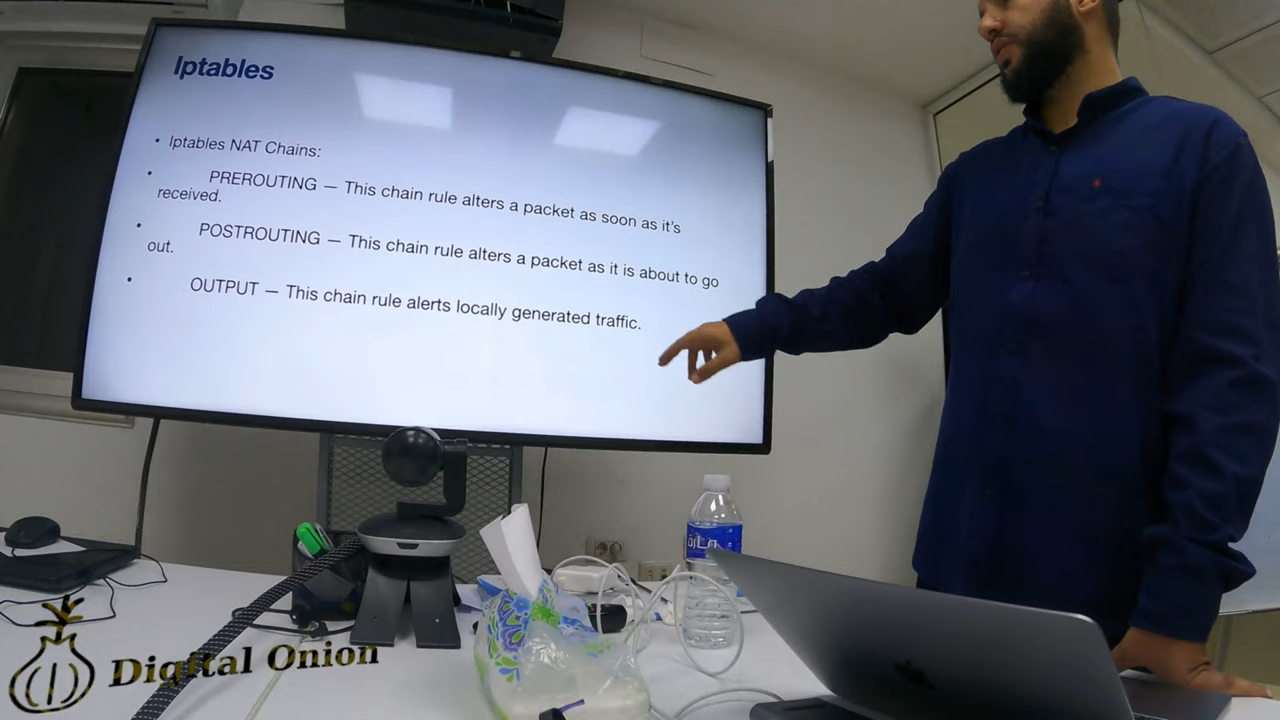 Iptables
• Iptables NAT Chains:
• PREROUTING — This chain rule alters a packet as soon as it's
received.
• POSTROUTING — This chain rule alters a packet as it is about to go
out.
• OUTPUT — This chain rule alerts locally generated traffic.
Digital Onion